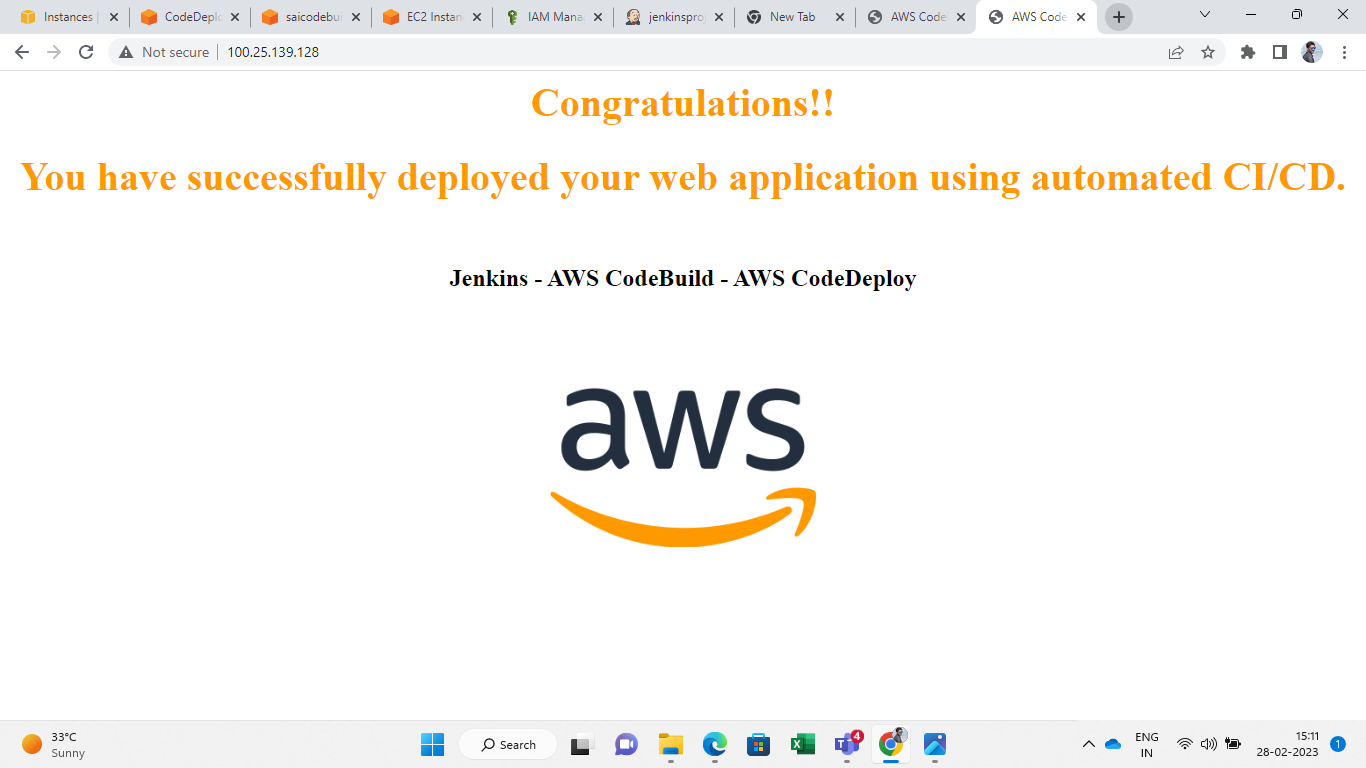 Instances |
CodeDeplo
saicodebui
EC2 Instan
IAM Manag
jenkinsproj
New Tab
AWS Code
AWS Code
Not secure
100.25.139.128
Congratulations!!
You have successfully deployed your web application using automated CI/CD.
Jenkins - AWS CodeBuild - AWS CodeDeploy
aws
33°C
Sunny
Search
4
ENG
IN
15:11
28-02-2023
1